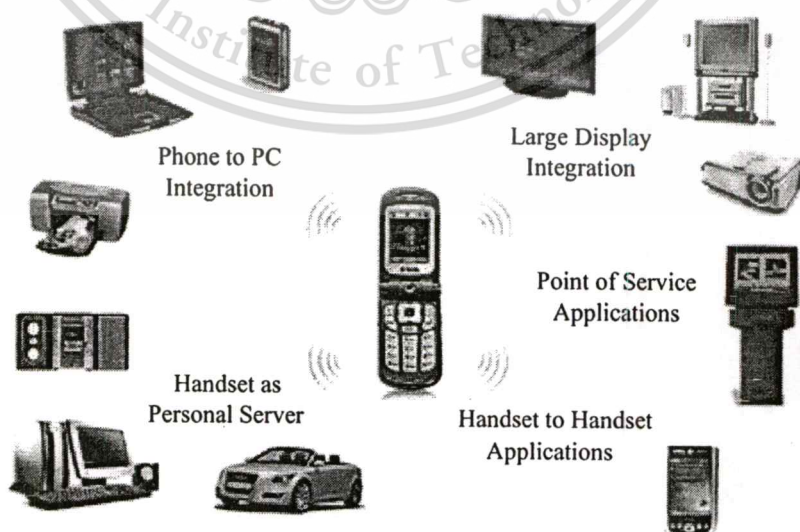 Institute of Technol
Phone to PC
Integration
Large Display
Integration
Point of Service
Applications
Handset as
Personal Server
Handset to Handset
Applications